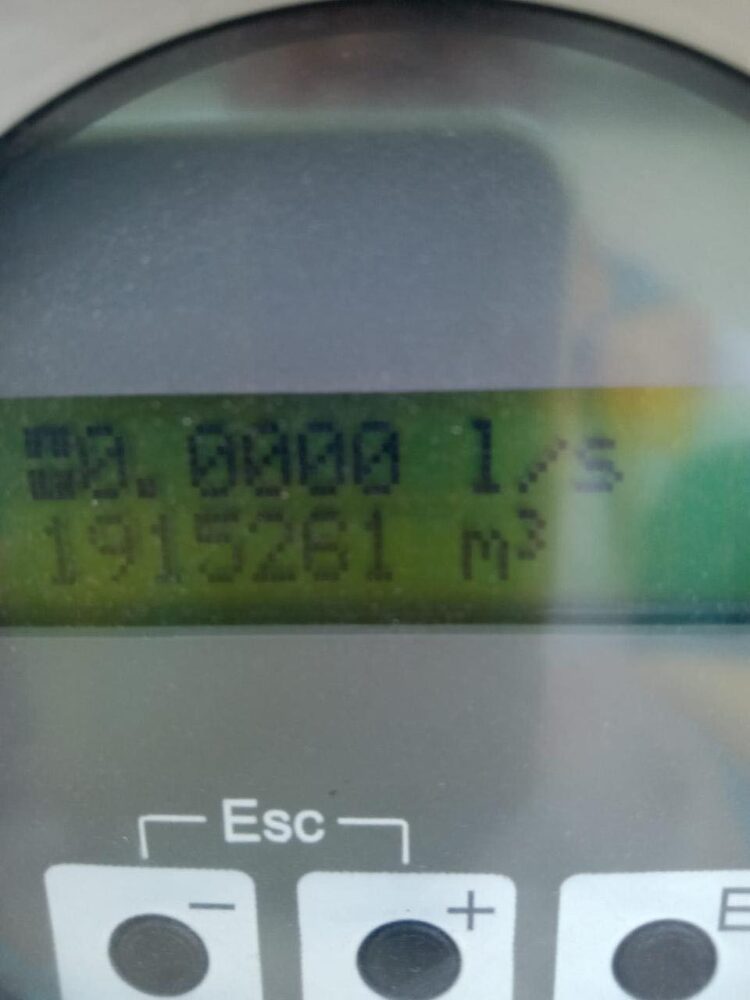 0.0000 l/s
1915261 m³
Esc
-
+
E